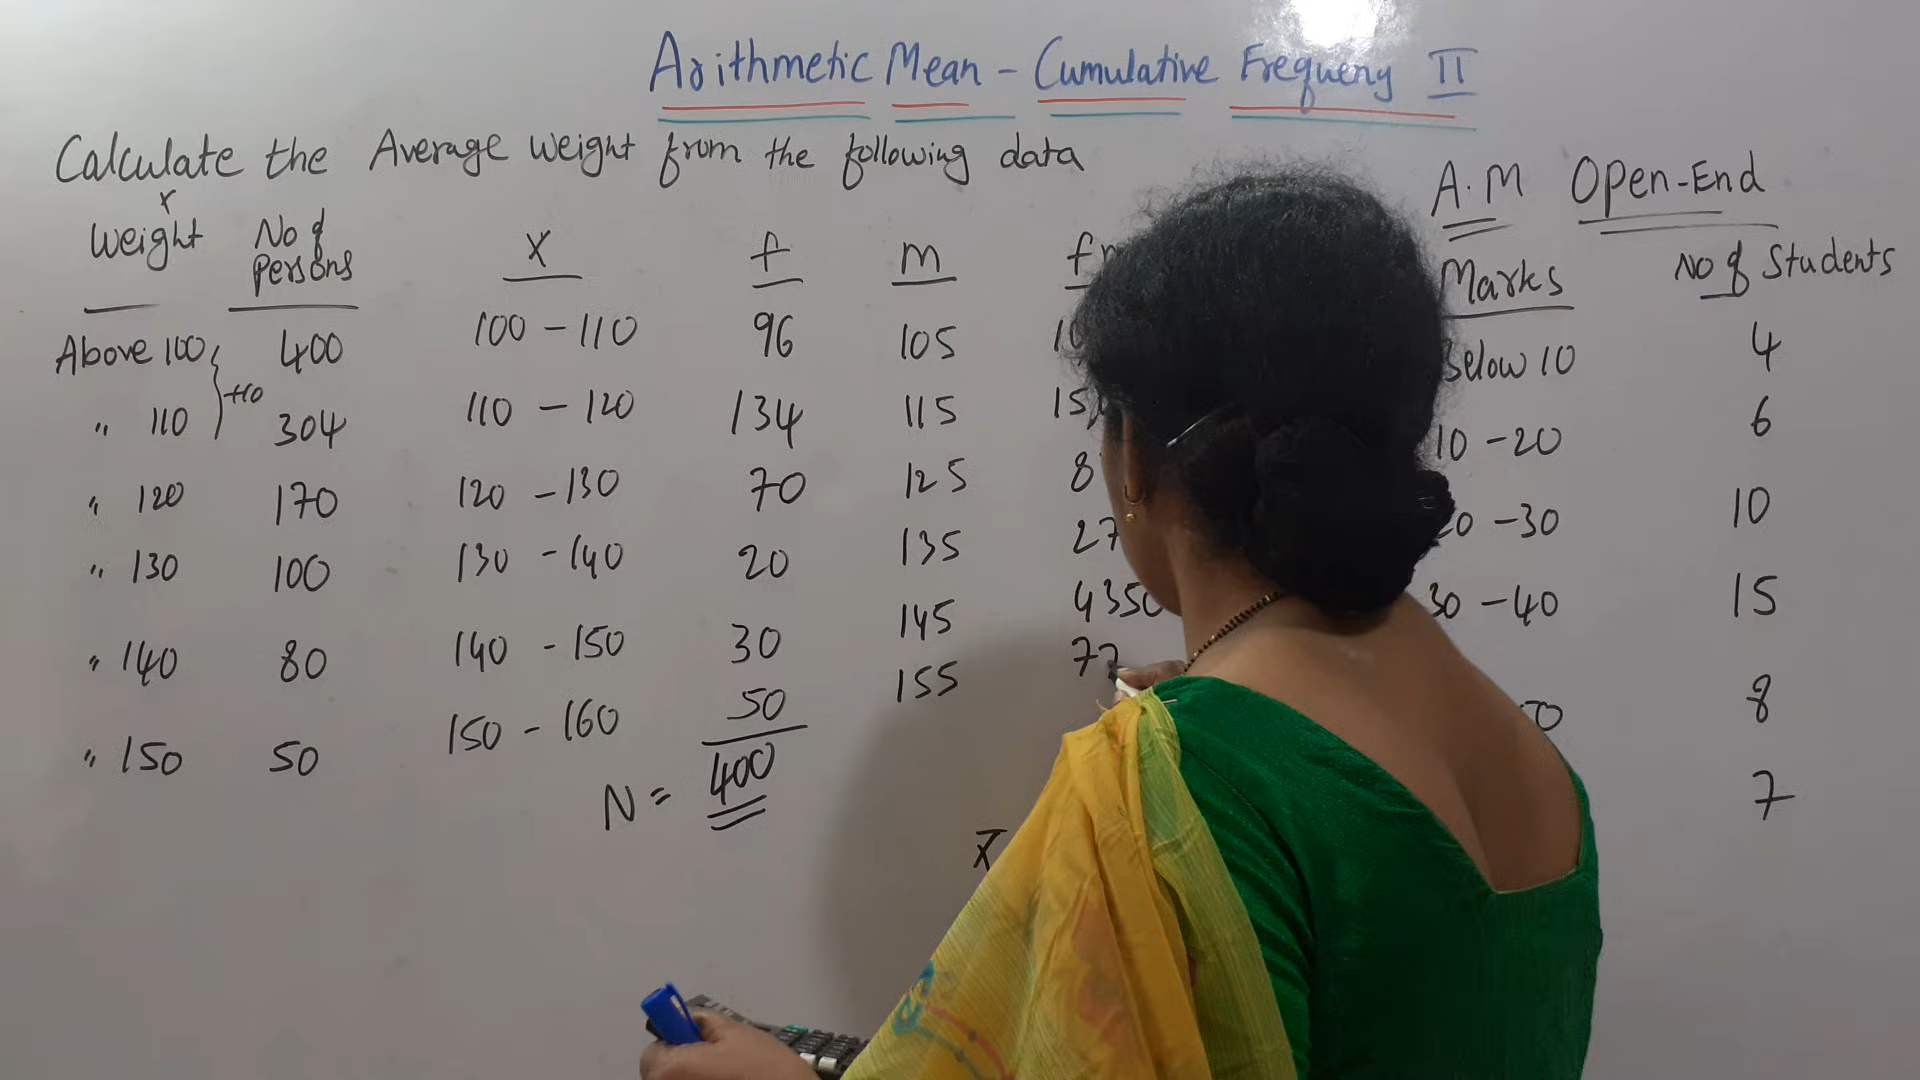 Arithmetic Mean - Cumulative Frequeny II
Calculate the Average Weight from the following data
A.M Open-End
X
Weight No of Persons X f m
Marks No of Students
Above 100 400 100 - 110 96 105
Below 10 4
+10
" 110 304 110 - 120 134 115
10 - 20 6
" 120 170 120 - 130 70 125
- 30 10
" 130 100 130 - 140 20 135
30 - 40 15
" 140 80 140 - 150 30 145 4350
8
" 150 50 150 - 160 50 155
7
N = 400
X̄